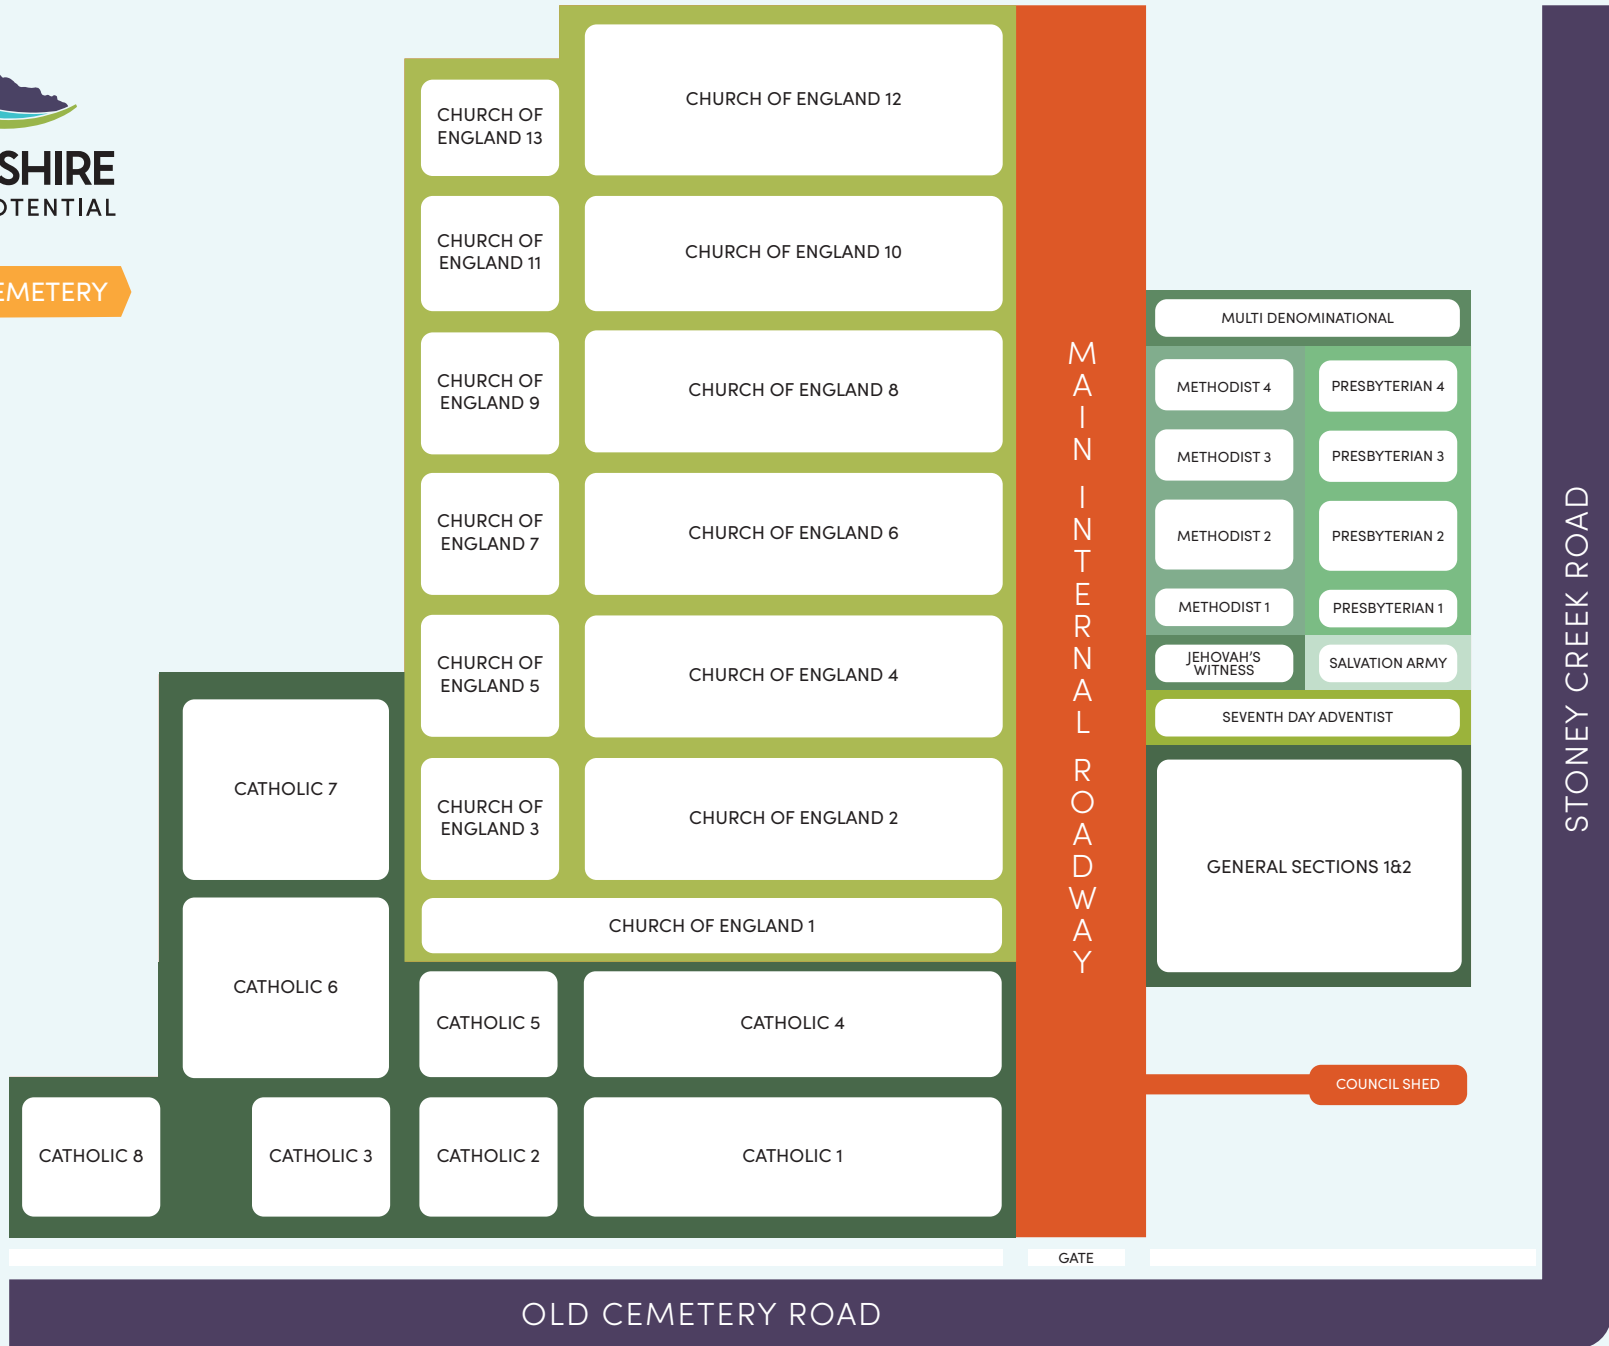 SHIRE
OTENTIAL
EMETERY
CHURCH OF
ENGLAND 13
CHURCH OF ENGLAND 12
CHURCH OF
ENGLAND 11
CHURCH OF ENGLAND 10
CHURCH OF
ENGLAND 9
CHURCH OF ENGLAND 8
CHURCH OF
ENGLAND 7
CHURCH OF ENGLAND 6
CHURCH OF
ENGLAND 5
CHURCH OF ENGLAND 4
CHURCH OF
ENGLAND 3
CHURCH OF ENGLAND 2
CHURCH OF ENGLAND 1
CATHOLIC 7
CATHOLIC 6
CATHOLIC 5
CATHOLIC 4
CATHOLIC 8
CATHOLIC 3
CATHOLIC 2
CATHOLIC 1
MAIN INTERNAL ROADWAY
MULTI DENOMINATIONAL
METHODIST 4
PRESBYTERIAN 4
METHODIST 3
PRESBYTERIAN 3
METHODIST 2
PRESBYTERIAN 2
METHODIST 1
PRESBYTERIAN 1
JEHOVAH'S
WITNESS
SALVATION ARMY
SEVENTH DAY ADVENTIST
GENERAL SECTIONS 1&2
COUNCIL SHED
STONEY CREEK ROAD
GATE
OLD CEMETERY ROAD